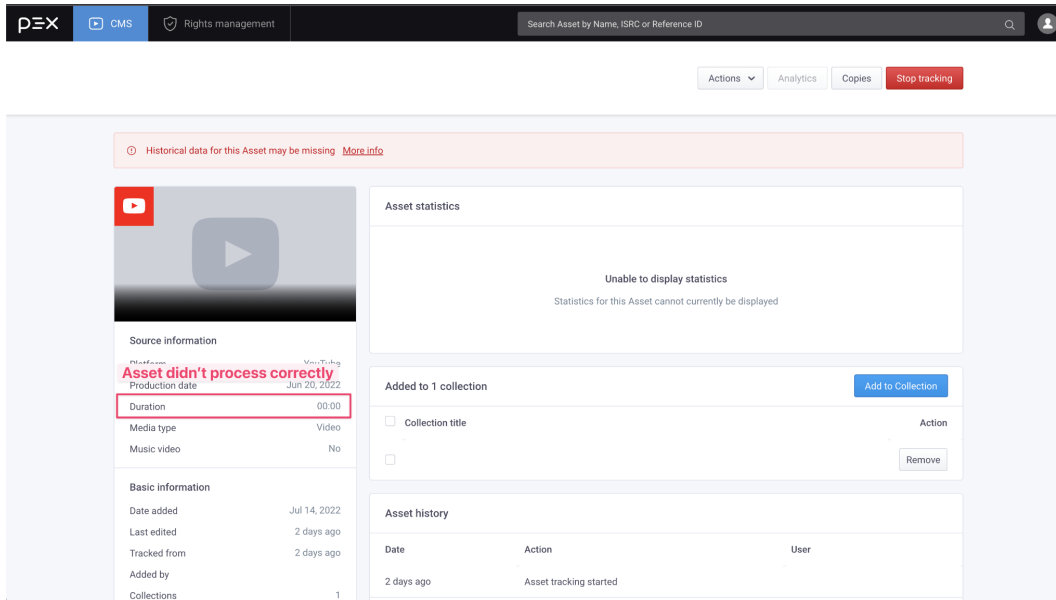 pex
CMS
Rights management
Search Asset by Name, ISRC or Reference ID
Actions
Analytics
Copies
Stop tracking
Historical data for this Asset may be missing More info
Source information
Platform YouTube
Asset didn't process correctly
Production date Jun 20, 2022
Duration 00:00
Media type Video
Music video No
Basic information
Date added Jul 14, 2022
Last edited 2 days ago
Tracked from 2 days ago
Added by
Collections 1
Asset statistics
Unable to display statistics
Statistics for this Asset cannot currently be displayed
Added to 1 collection
Add to Collection
Collection title Action
Remove
Asset history
Date Action User
2 days ago Asset tracking started